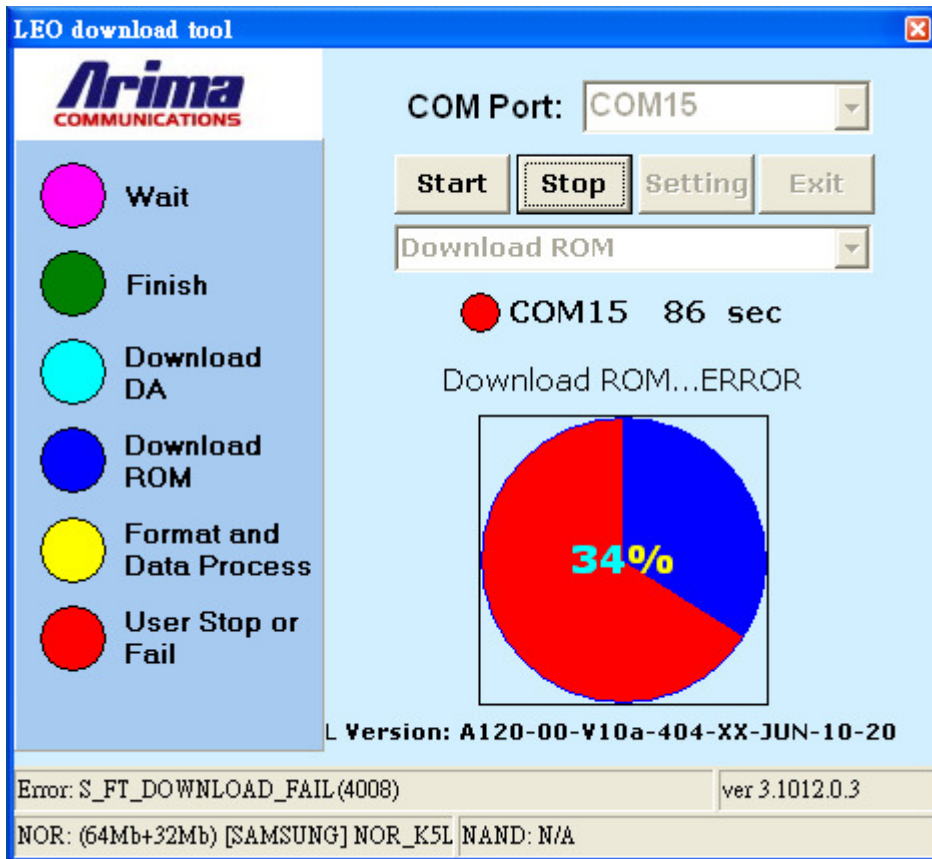 LEO download tool
Arima
COMMUNICATIONS
COM Port: COM15
Start Stop Setting Exit
Download ROM
COM15 86 sec
Download ROM...ERROR
34%
Wait
Finish
Download
DA
Download
ROM
Format and
Data Process
User Stop or
Fail
L Version: A120-00-V10a-404-XX-JUN-10-20
Error: S_FT_DOWNLOAD_FAIL(4008) ver 3.1012.0.3
NOR: (64Mb+32Mb) [SAMSUNG] NOR_K5L NAND: N/A